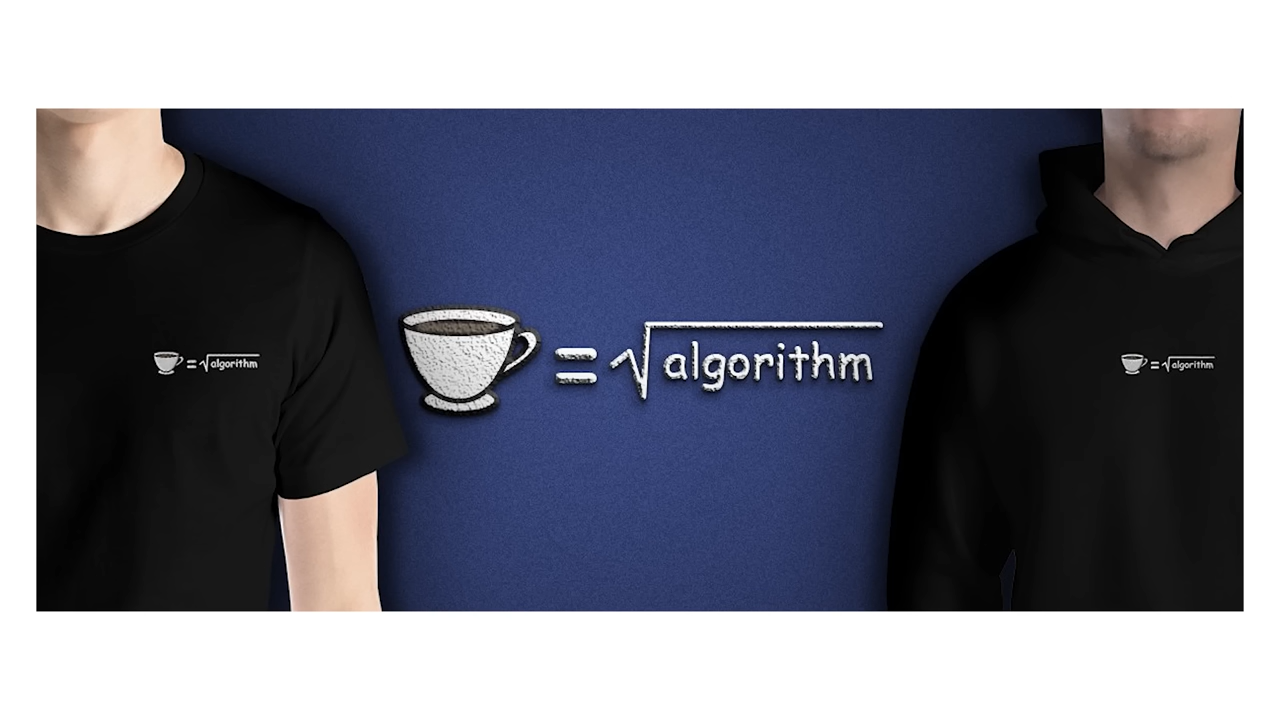 = √algorithm
= √algorithm
= √algorithm